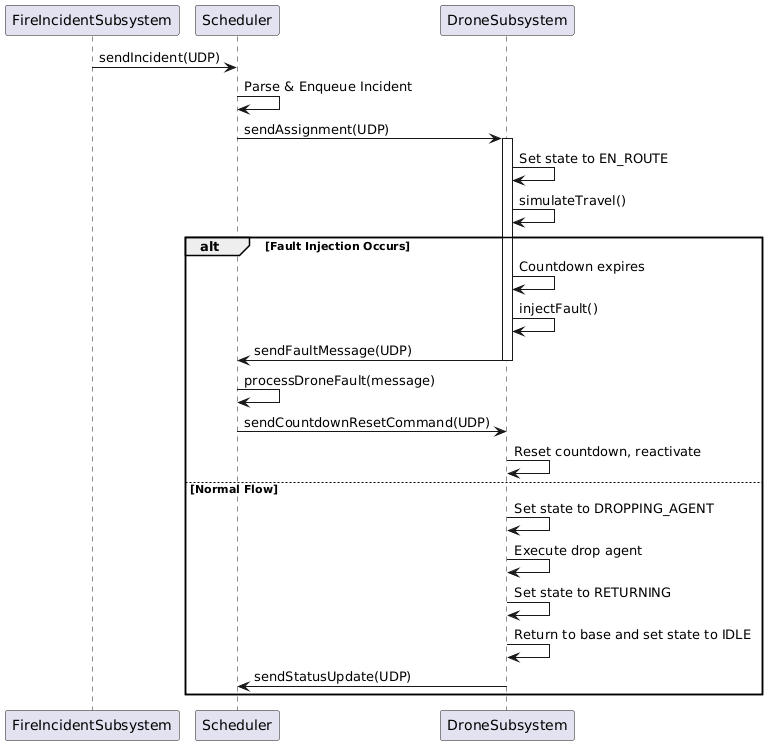 FireIncidentSubsystem Scheduler DroneSubsystem
sendIncident(UDP)
Parse & Enqueue Incident
sendAssignment(UDP)
Set state to EN_ROUTE
simulateTravel()
alt [Fault Injection Occurs]
Countdown expires
injectFault()
sendFaultMessage(UDP)
processDroneFault(message)
sendCountdownResetCommand(UDP)
Reset countdown, reactivate
[Normal Flow]
Set state to DROPPING_AGENT
Execute drop agent
Set state to RETURNING
Return to base and set state to IDLE
sendStatusUpdate(UDP)
FireIncidentSubsystem Scheduler DroneSubsystem